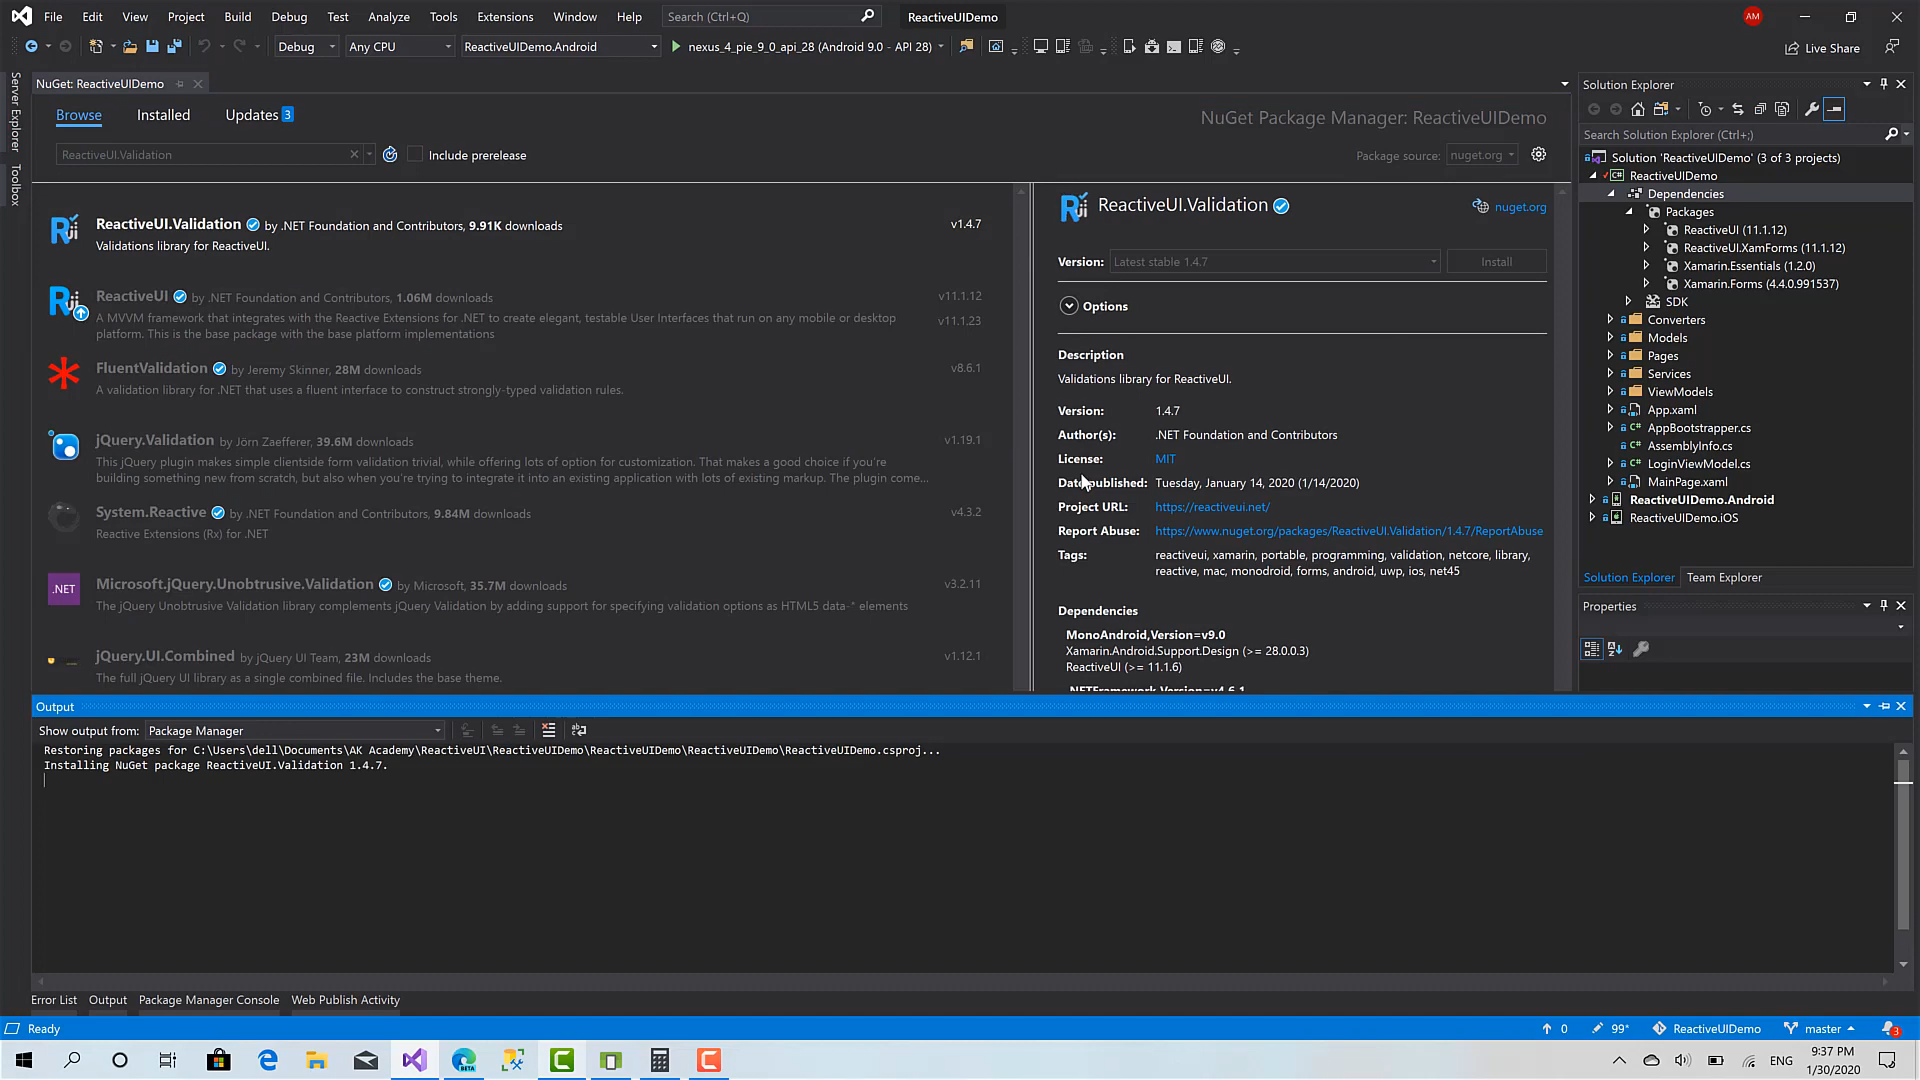 File Edit View Project Build Debug Test Analyze Tools Extensions Window Help Search (Ctrl+Q) ReactiveUIDemo AM
Debug Any CPU ReactiveUIDemo.Android nexus_4_pie_9_0_api_28 (Android 9.0 - API 28) Live Share
Server Explorer
Toolbox
NuGet: ReactiveUIDemo
Browse Installed Updates 3
NuGet Package Manager: ReactiveUIDemo
ReactiveUI.Validation Include prerelease
Package source: nuget.org
ReactiveUI.Validation by .NET Foundation and Contributors, 9.91K downloads v1.4.7
Validations library for ReactiveUI.
ReactiveUI by .NET Foundation and Contributors, 1.06M downloads v11.1.12
A MVVM framework that integrates with the Reactive Extensions for .NET to create elegant, testable User Interfaces that run on any mobile or desktop v11.1.23
platform. This is the base package with the base platform implementations
FluentValidation by Jeremy Skinner, 28M downloads v8.6.1
A validation library for .NET that uses a fluent interface to construct strongly-typed validation rules.
jQuery.Validation by Jörn Zaefferer, 39.6M downloads v1.19.1
This jQuery plugin makes simple clientside form validation trivial, while offering lots of option for customization. That makes a good choice if you're
building something new from scratch, but also when you're trying to integrate it into an existing application with lots of existing markup. The plugin come...
System.Reactive by .NET Foundation and Contributors, 9.84M downloads v4.3.2
Reactive Extensions (Rx) for .NET
.NET
Microsoft.jQuery.Unobtrusive.Validation by Microsoft, 35.7M downloads v3.2.11
The jQuery Unobtrusive Validation library complements jQuery Validation by adding support for specifying validation options as HTML5 data-* elements
jQuery.UI.Combined by jQuery UI Team, 23M downloads v1.12.1
The full jQuery UI library as a single combined file. Includes the base theme.
ReactiveUI.Validation nuget.org
Version: Latest stable 1.4.7 Install
Options
Description
Validations library for ReactiveUI.
Version: 1.4.7
Author(s): .NET Foundation and Contributors
License: MIT
Date published: Tuesday, January 14, 2020 (1/14/2020)
Project URL: https://reactiveui.net/
Report Abuse: https://www.nuget.org/packages/ReactiveUI.Validation/1.4.7/ReportAbuse
Tags: reactiveui, xamarin, portable, programming, validation, netcore, library,
reactive, mac, monodroid, forms, android, uwp, ios, net45
Dependencies
MonoAndroid,Version=v9.0
Xamarin.Android.Support.Design (>= 28.0.0.3)
ReactiveUI (>= 11.1.6)
.NETFramework,Version=v4.6.1
Solution Explorer
Search Solution Explorer (Ctrl+;)
Solution 'ReactiveUIDemo' (3 of 3 projects)
ReactiveUIDemo
Dependencies
Packages
ReactiveUI (11.1.12)
ReactiveUI.XamForms (11.1.12)
Xamarin.Essentials (1.2.0)
Xamarin.Forms (4.4.0.991537)
SDK
Converters
Models
Pages
Services
ViewModels
App.xaml
AppBootstrapper.cs
AssemblyInfo.cs
LoginViewModel.cs
MainPage.xaml
ReactiveUIDemo.Android
ReactiveUIDemo.iOS
Solution Explorer Team Explorer
Properties
Output
Show output from: Package Manager
Restoring packages for C:\Users\dell\Documents\AK Academy\ReactiveUI\ReactiveUIDemo\ReactiveUIDemo\ReactiveUIDemo\ReactiveUIDemo.csproj...
Installing NuGet package ReactiveUI.Validation 1.4.7.
Error List Output Package Manager Console Web Publish Activity
Ready 0 99* ReactiveUIDemo master 3
BETA
ENG 9:37 PM
1/30/2020